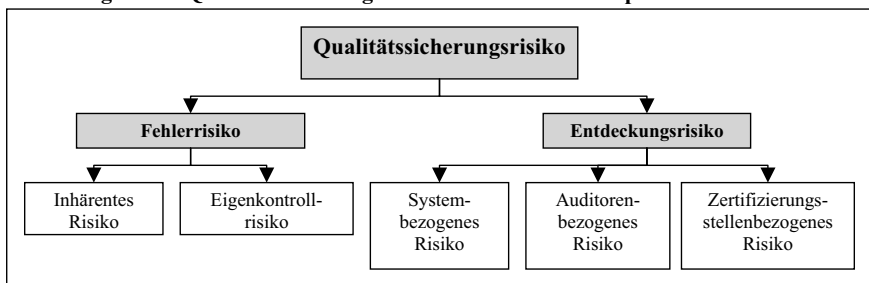 Qualitätssicherungsrisiko
Fehlerrisiko
Entdeckungsrisiko
Inhärentes
Risiko
Eigenkontroll-
risiko
System-
bezogenes
Risiko
Auditoren-
bezogenes
Risiko
Zertifizierungs-
stellenbezogenes
Risiko